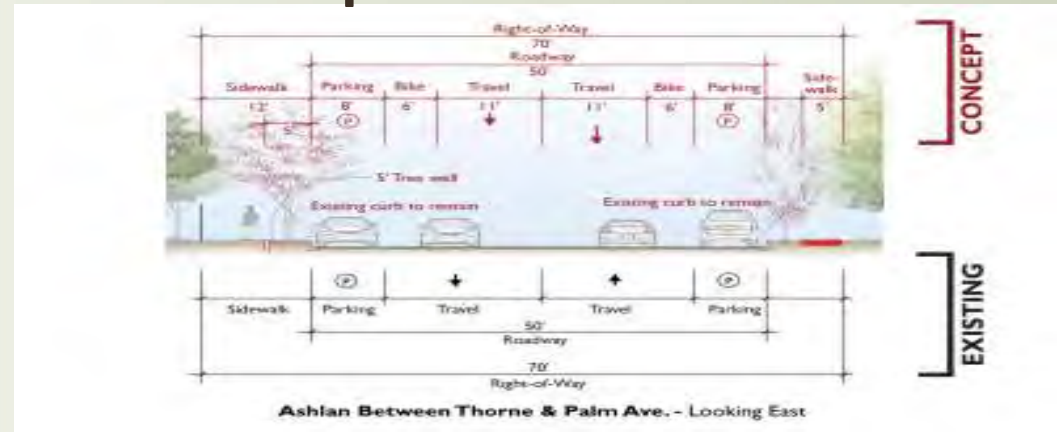 Right-of-Way
70'
Roadway
50'
Sidewalk Parking Bike Travel Travel Bike Parking Side-
walk
12' 8' 6' 11' 11' 6' 8' 5'
P P
5'
5' Tree well
Existing curb to remain Existing curb to remain
CONCEPT
P P
Sidewalk Parking Travel Travel Parking
50'
Roadway
70'
Right-of-Way
EXISTING
Ashlan Between Thorne & Palm Ave. - Looking East